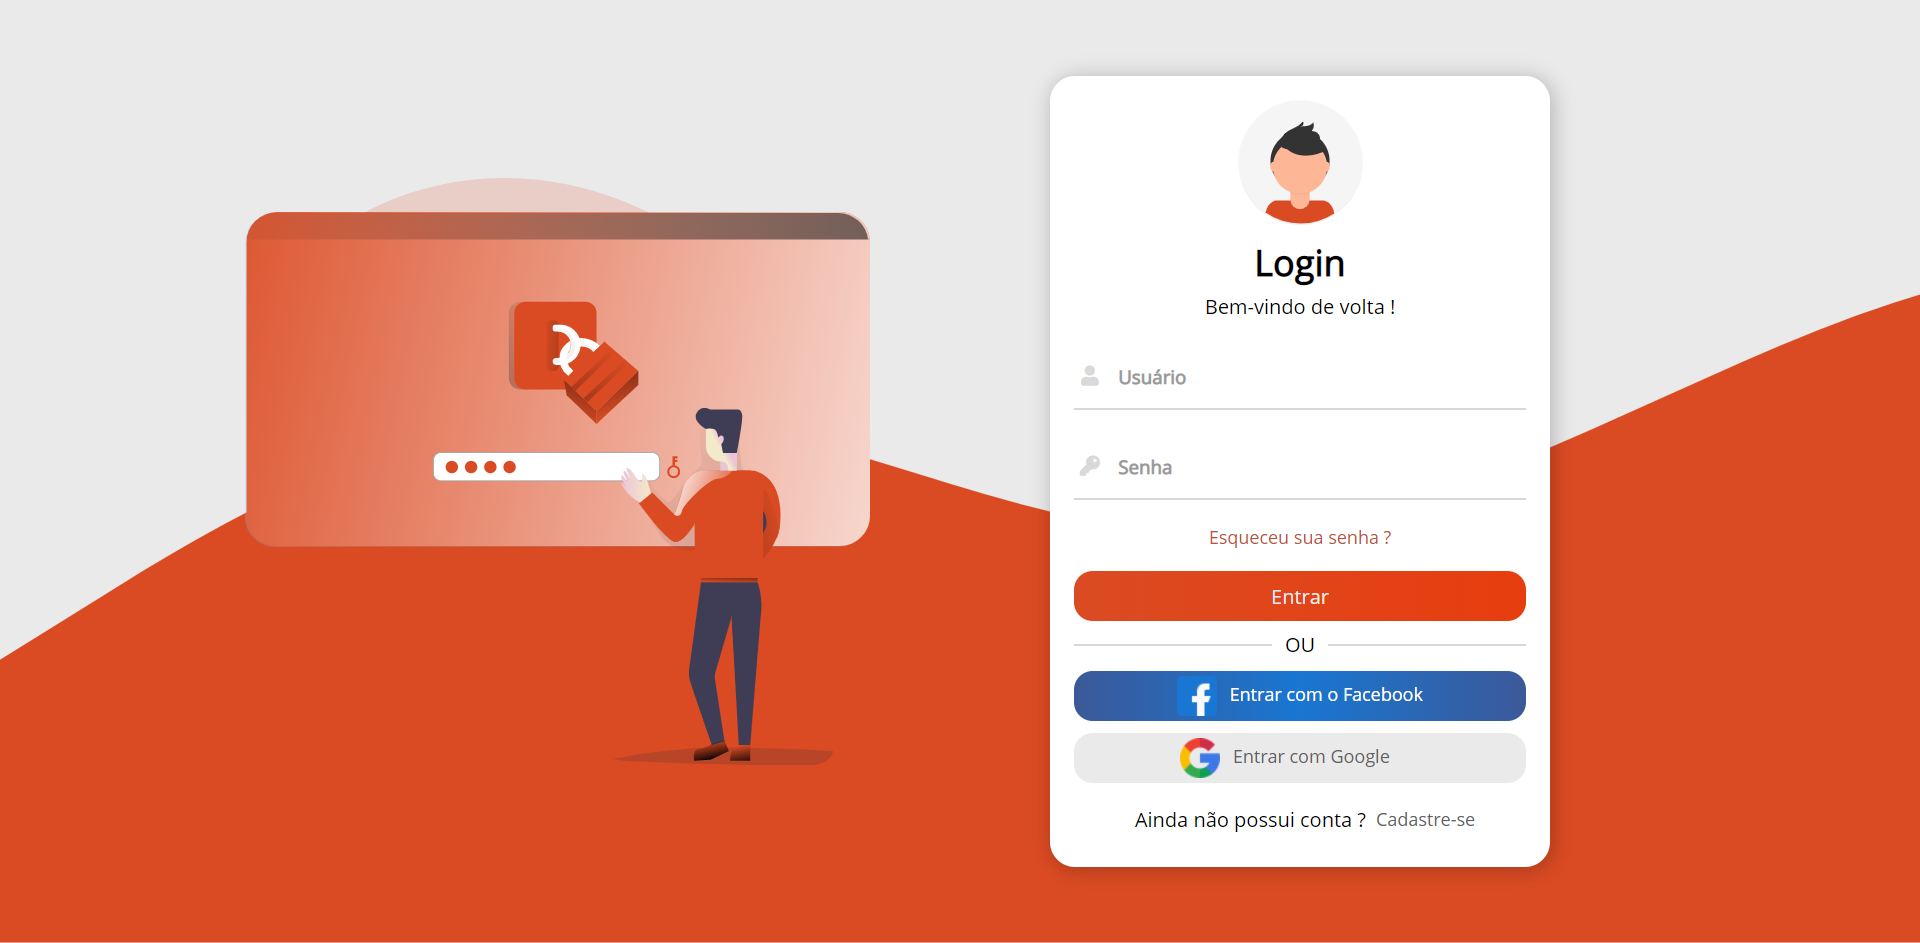 Login
Bem-vindo de volta !
Usuário
Senha
Esqueceu sua senha ?
Entrar
OU
Entrar com o Facebook
Entrar com Google
Ainda não possui conta ? Cadastre-se